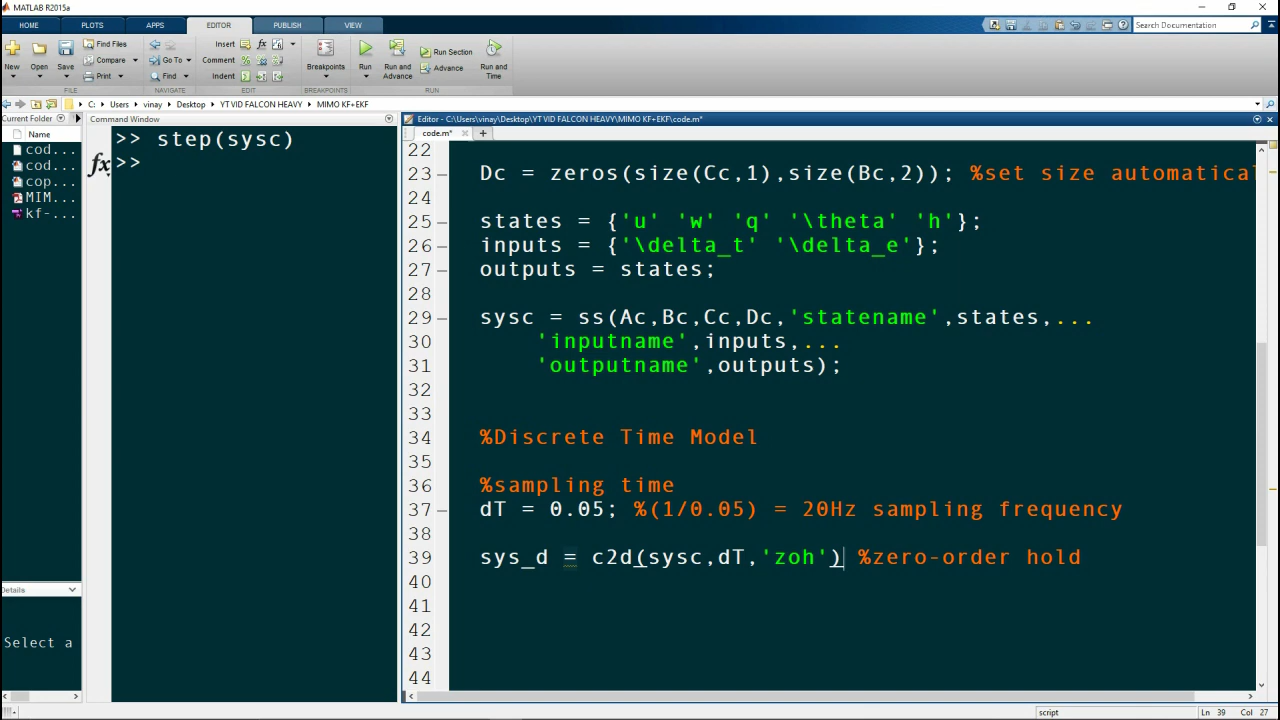 MATLAB R2015a
HOME PLOTS APPS EDITOR PUBLISH VIEW
Search Documentation
New Open Save Find Files Compare Print
Insert Comment Indent fx
Go To Find
Breakpoints Run Run and Advance Run Section Advance Run and Time
FILE NAVIGATE EDIT BREAKPOINTS RUN
C: Users vinay Desktop YT VID FALCON HEAVY MIMO KF+EKF
Current Folder
Name
cod...
cod...
cop...
MIM...
kf-...
Details
Select a
Command Window
>> step(sysc)
fx >>
Editor - C:\Users\vinay\Desktop\YT VID FALCON HEAVY\MIMO KF+EKF\code.m*
code.m*
22
23 Dc = zeros(size(Cc,1),size(Bc,2)); %set size automatical
24
25 states = {'u' 'w' 'q' '\theta' 'h'};
26 inputs = {'\delta_t' '\delta_e'};
27 outputs = states;
28
29 sysc = ss(Ac,Bc,Cc,Dc,'statename',states,...
30 'inputname',inputs,...
31 'outputname',outputs);
32
33
34 %Discrete Time Model
35
36 %sampling time
37 dT = 0.05; %(1/0.05) = 20Hz sampling frequency
38
39 sys_d = c2d(sysc,dT,'zoh') %zero-order hold
40
41
42
43
44
script Ln 39 Col 27